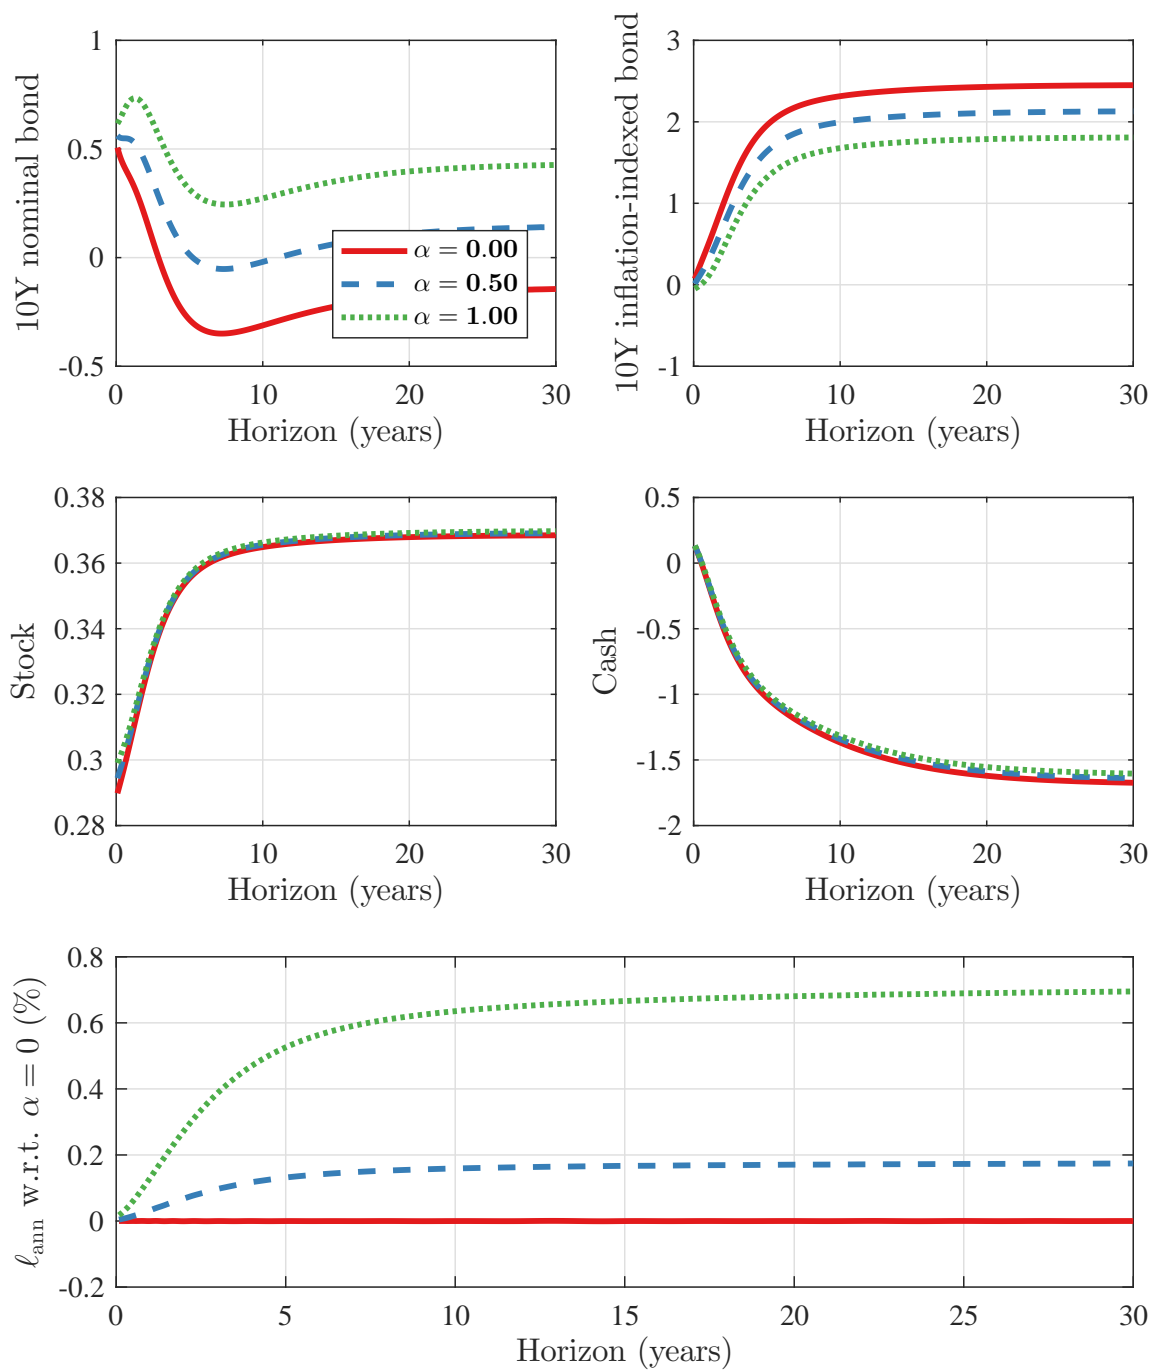 10Y nominal bond
1
0.5
0
-0.5
0 10 20 30
Horizon (years)
α = 0.00
α = 0.50
α = 1.00
10Y inflation-indexed bond
3
2
1
0
-1
0 10 20 30
Horizon (years)
Stock
0.38
0.36
0.34
0.32
0.3
0.28
0 10 20 30
Horizon (years)
Cash
0.5
0
-0.5
-1
-1.5
-2
0 10 20 30
Horizon (years)
ℓann w.r.t. α = 0 (%)
0.8
0.6
0.4
0.2
0
-0.2
0 5 10 15 20 25 30
Horizon (years)